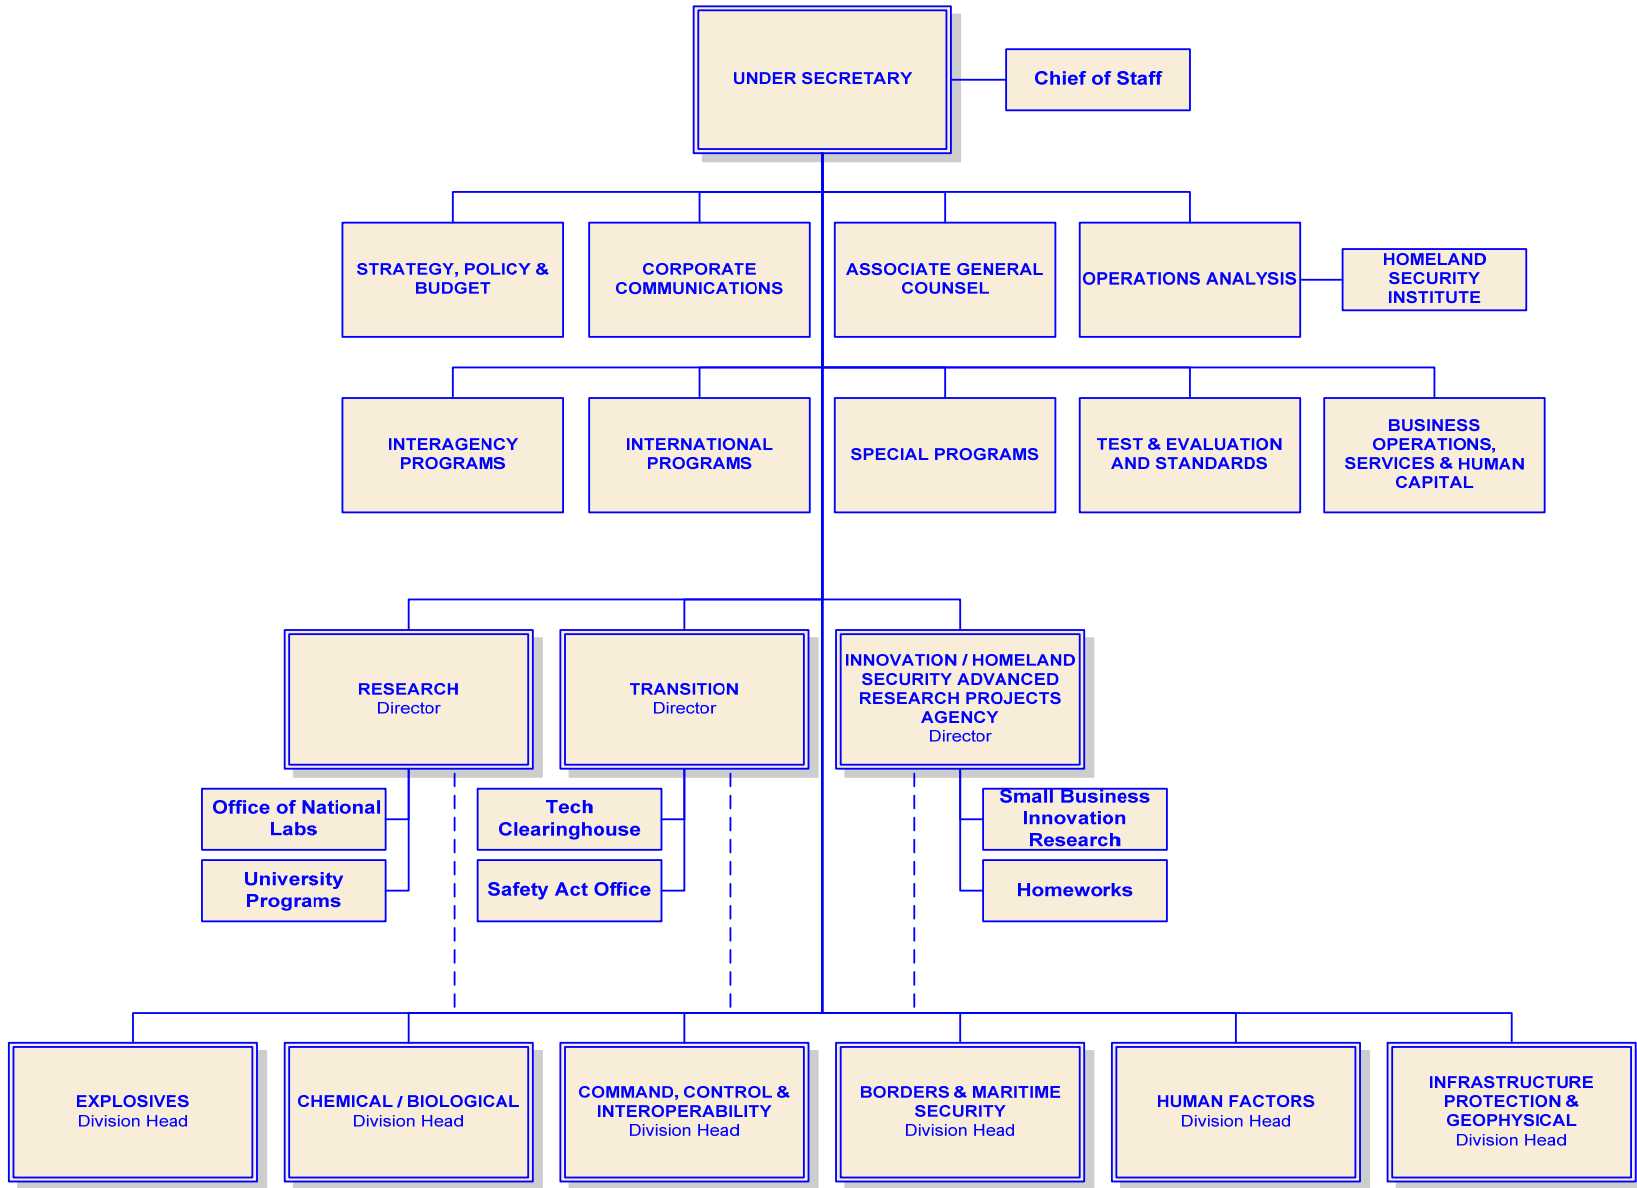 UNDER SECRETARY
Chief of Staff
STRATEGY, POLICY &
BUDGET
CORPORATE
COMMUNICATIONS
ASSOCIATE GENERAL
COUNSEL
OPERATIONS ANALYSIS
HOMELAND
SECURITY
INSTITUTE
INTERAGENCY
PROGRAMS
INTERNATIONAL
PROGRAMS
SPECIAL PROGRAMS
TEST & EVALUATION
AND STANDARDS
BUSINESS
OPERATIONS,
SERVICES & HUMAN
CAPITAL
RESEARCH
Director
TRANSITION
Director
INNOVATION / HOMELAND
SECURITY ADVANCED
RESEARCH PROJECTS
AGENCY
Director
Office of National
Labs
University
Programs
Tech
Clearinghouse
Safety Act Office
Small Business
Innovation
Research
Homeworks
EXPLOSIVES
Division Head
CHEMICAL / BIOLOGICAL
Division Head
COMMAND, CONTROL &
INTEROPERABILITY
Division Head
BORDERS & MARITIME
SECURITY
Division Head
HUMAN FACTORS
Division Head
INFRASTRUCTURE
PROTECTION &
GEOPHYSICAL
Division Head